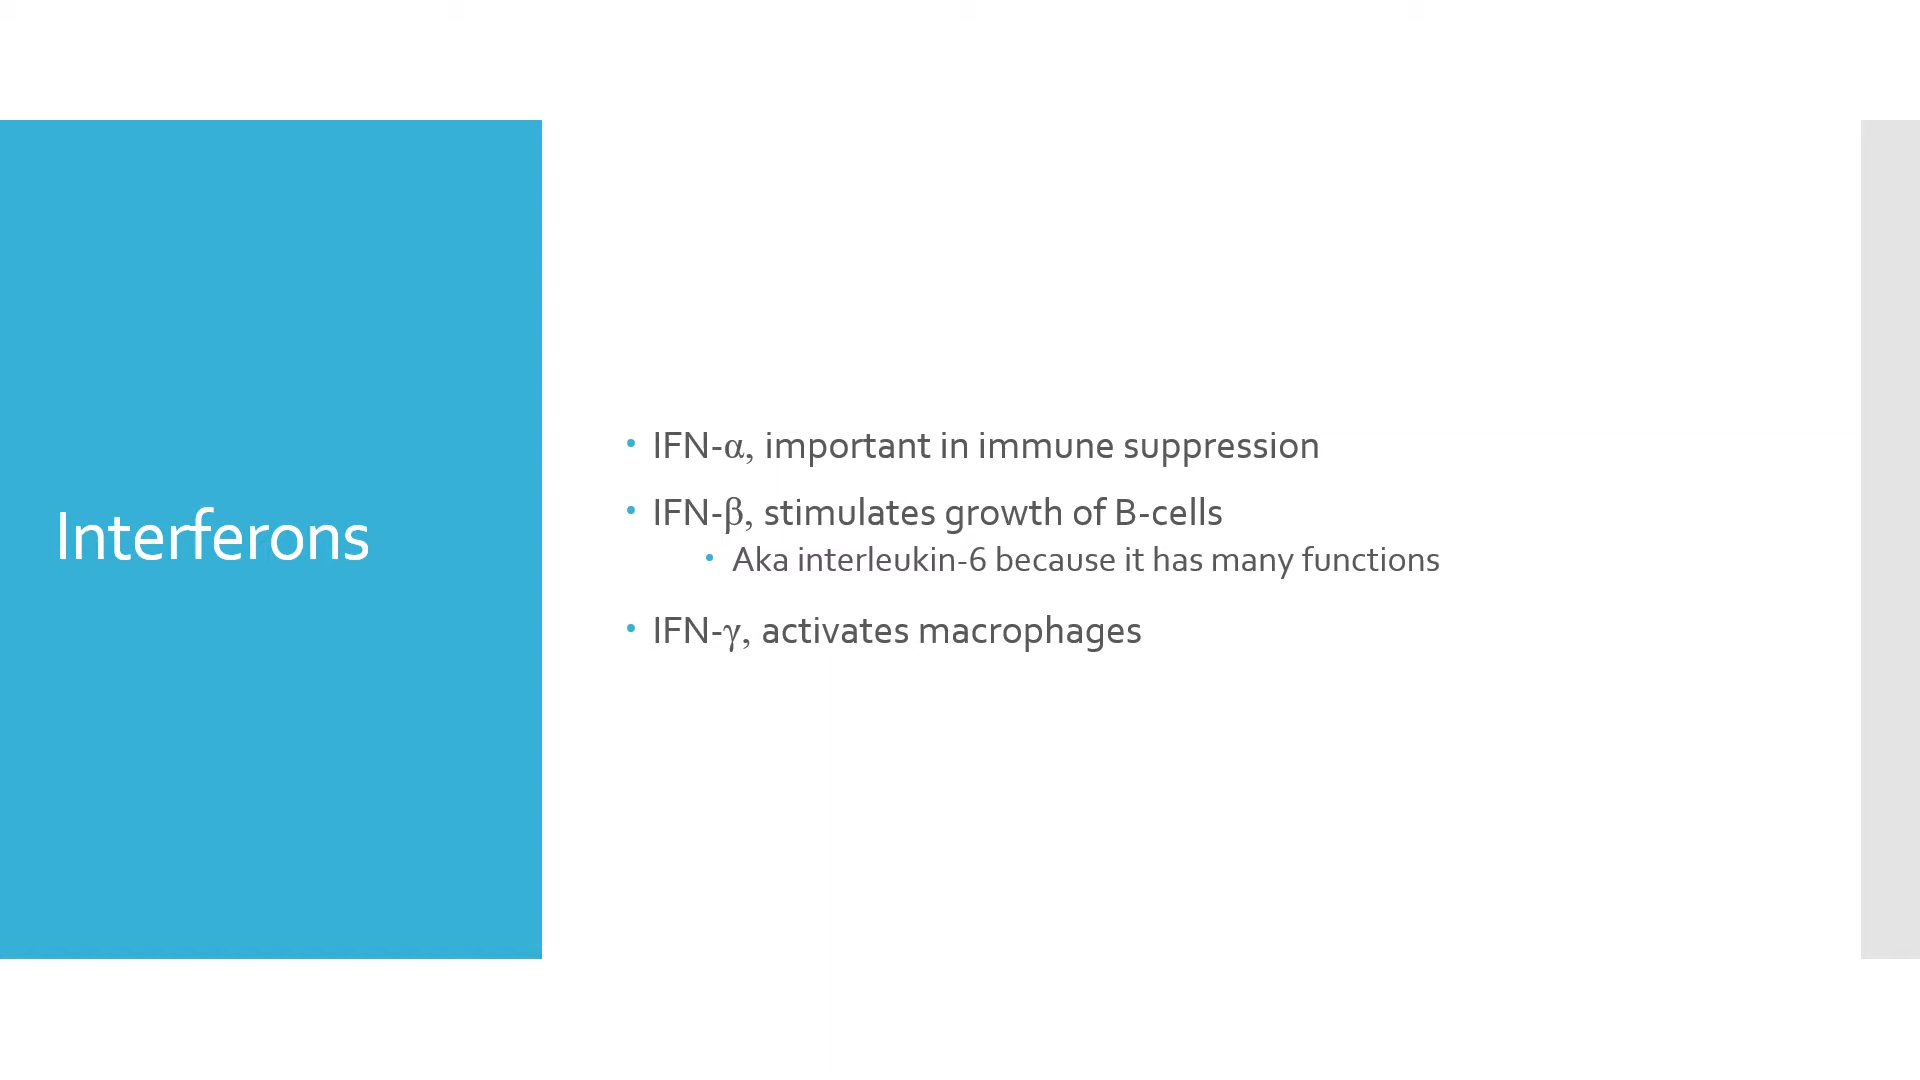 Interferons
IFN-α, important in immune suppression
IFN-β, stimulates growth of B-cells
Aka interleukin-6 because it has many functions
IFN-γ, activates macrophages